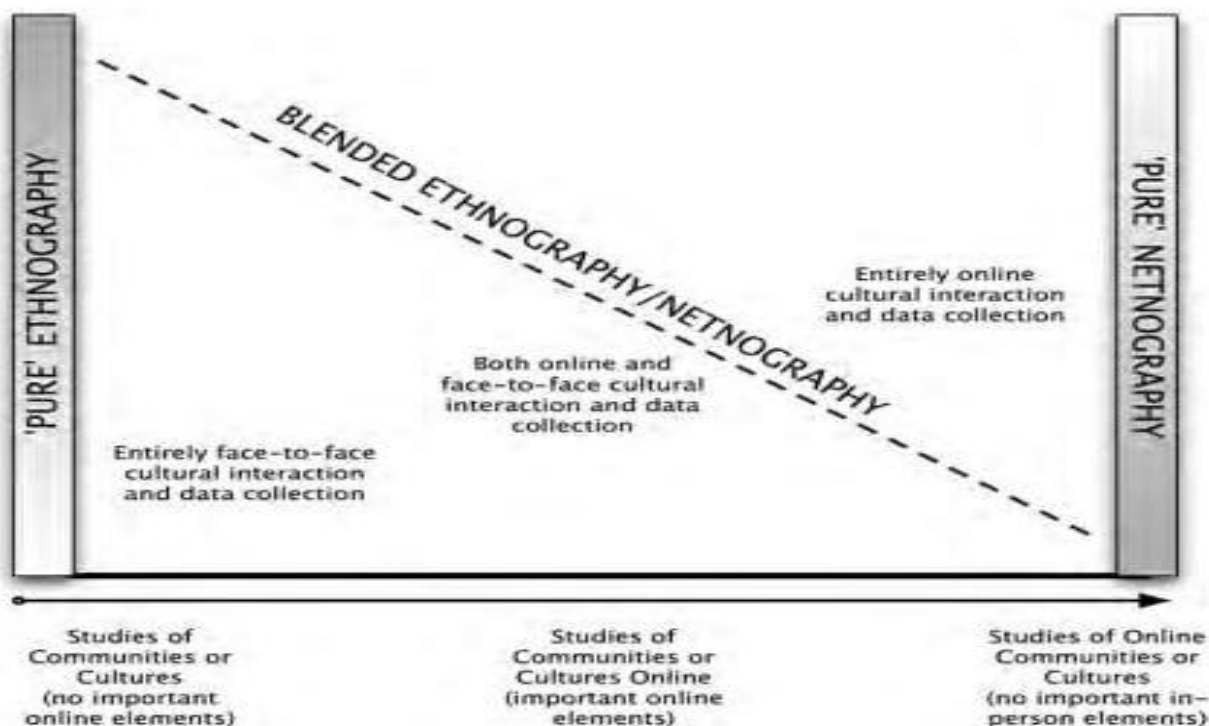 'PURE' ETHNOGRAPHY
BLENDED ETHNOGRAPHY/NETNOGRAPHY
'PURE' NETNOGRAPHY
Entirely online
cultural interaction
and data collection
Both online and
face-to-face cultural
interaction and data
collection
Entirely face-to-face
cultural interaction
and data collection
Studies of
Communities or
Cultures
(no important
online elements)
Studies of
Communities or
Cultures Online
(important online
elements)
Studies of Online
Communities or
Cultures
(no important in-
person elements)